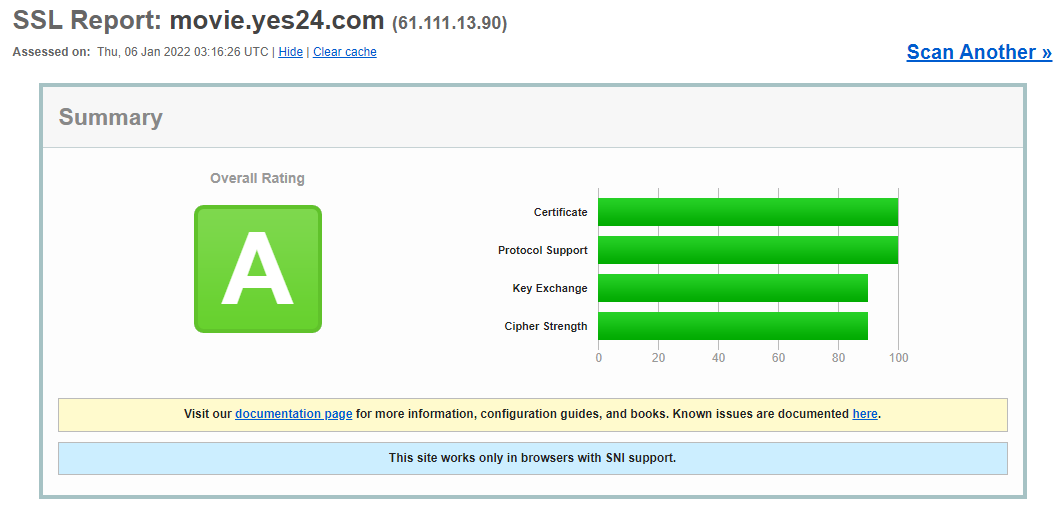 SSL Report: movie.yes24.com (61.111.13.90)
Assessed on: Thu, 06 Jan 2022 03:16:26 UTC | Hide | Clear cache
Scan Another »
Summary
Overall Rating
A
Certificate
Protocol Support
Key Exchange
Cipher Strength
0 20 40 60 80 100
Visit our documentation page for more information, configuration guides, and books. Known issues are documented here.
This site works only in browsers with SNI support.